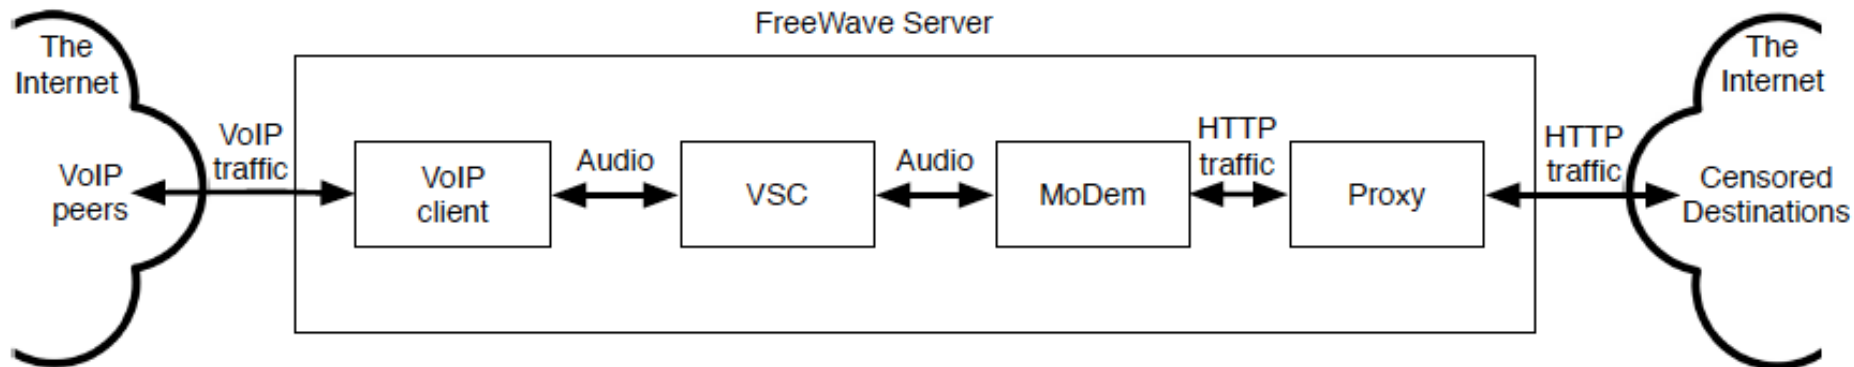 FreeWave Server
The
Internet
VoIP
peers
VoIP
traffic
VoIP
client
Audio
VSC
Audio
MoDem
HTTP
traffic
Proxy
HTTP
traffic
The
Internet
Censored
Destinations